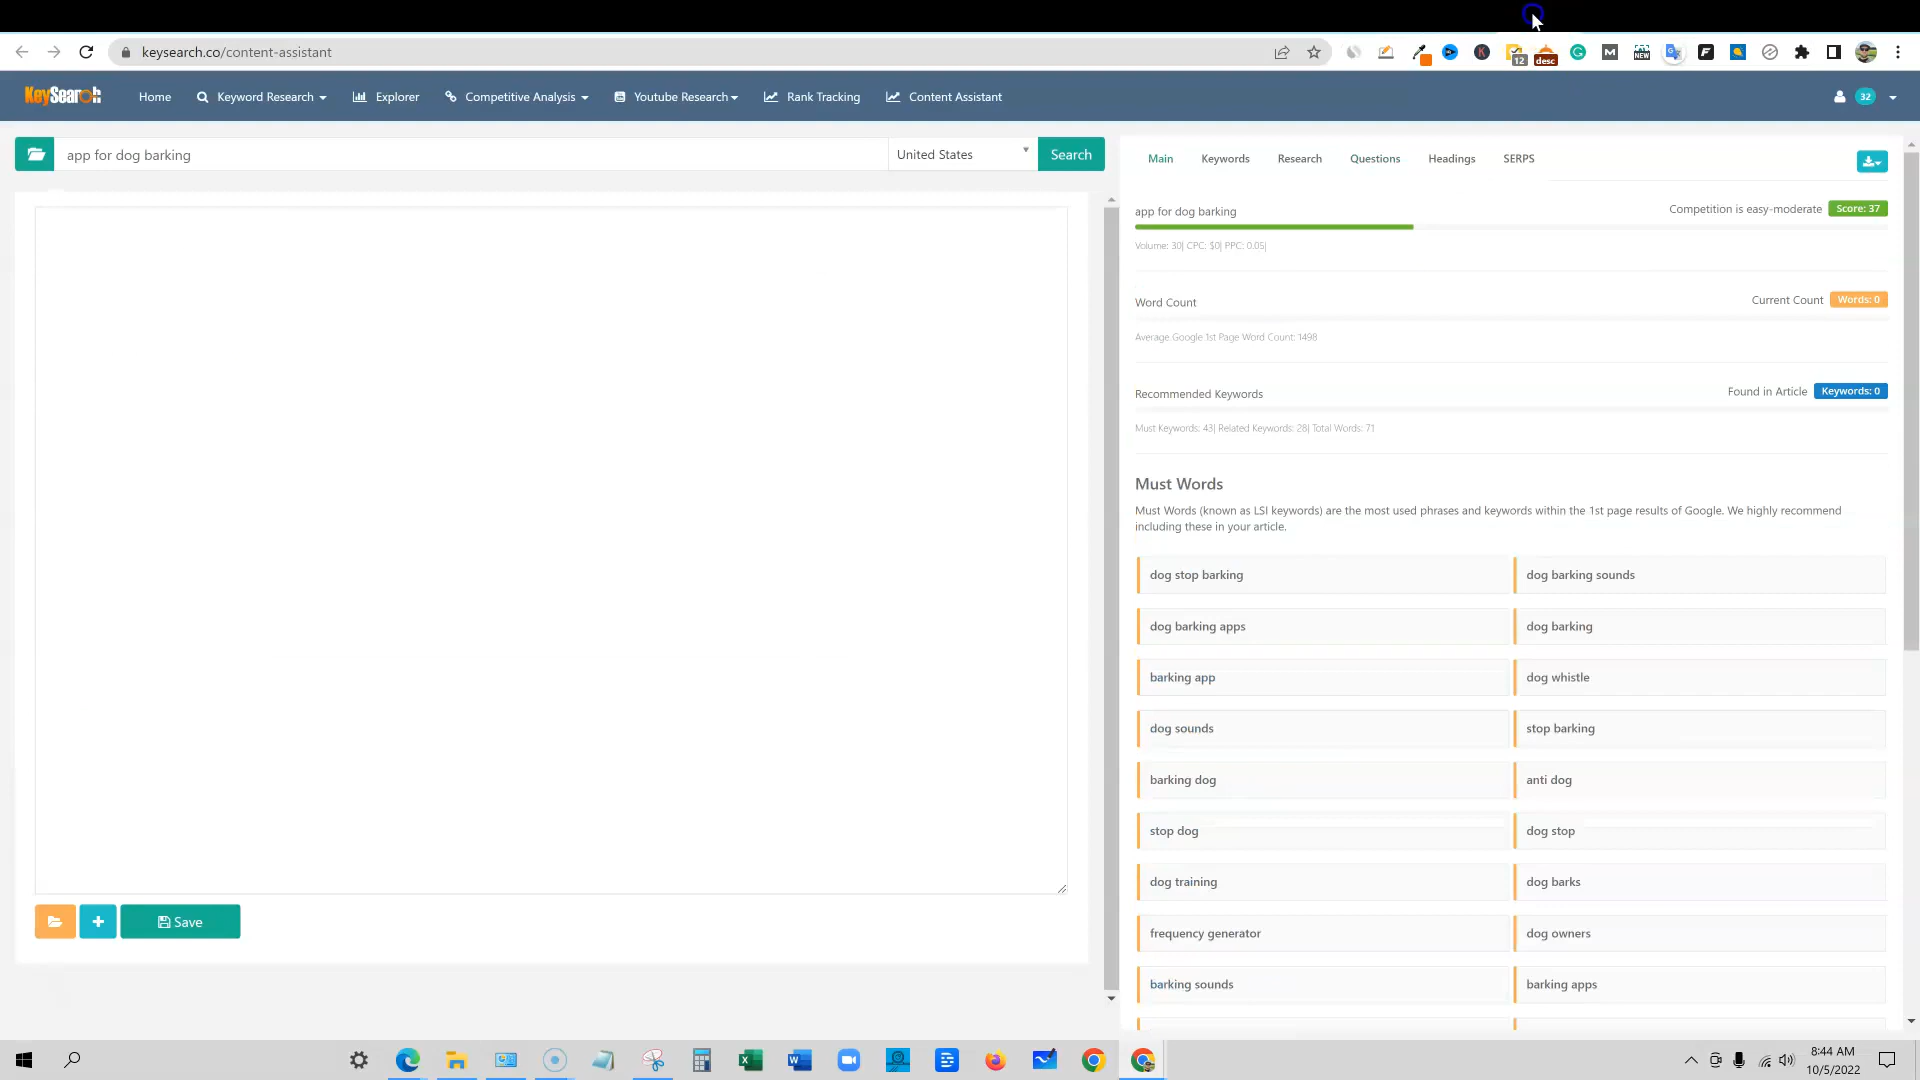 keysearch.co/content-assistant
12
desc
NEW
KeySearch
Home
Keyword Research
Explorer
Competitive Analysis
Youtube Research
Rank Tracking
Content Assistant
32
app for dog barking
United States
Search
Main
Keywords
Research
Questions
Headings
SERPS
app for dog barking
Competition is easy-moderate
Score: 37
Volume: 30| CPC: $0| PPC: 0.05|
Word Count
Current Count
Words: 0
Average Google 1st Page Word Count: 1498
Recommended Keywords
Found in Article
Keywords: 0
Must Keywords: 43| Related Keywords: 28| Total Words: 71
Must Words
Must Words (known as LSI keywords) are the most used phrases and keywords within the 1st page results of Google. We highly recommend
including these in your article.
dog stop barking
dog barking sounds
dog barking apps
dog barking
barking app
dog whistle
dog sounds
stop barking
barking dog
anti dog
stop dog
dog stop
dog training
dog barks
frequency generator
dog owners
barking sounds
barking apps
Save
8:44 AM
10/5/2022